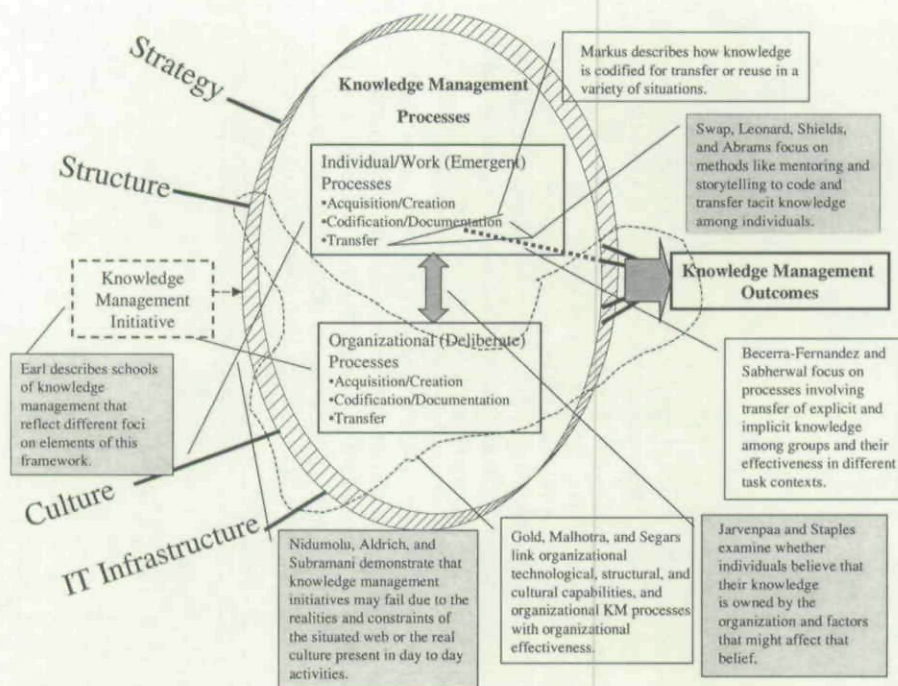 Strategy
Structure
Culture
IT Infrastructure
Knowledge Management
Processes
Individual/Work (Emergent)
Processes
•Acquisition/Creation
•Codification/Documentation
•Transfer
Organizational (Deliberate)
Processes
•Acquisition/Creation
•Codification/Documentation
•Transfer
Knowledge
Management
Initiative
Knowledge Management
Outcomes
Markus describes how knowledge
is codified for transfer or reuse in a
variety of situations.
Swap, Leonard, Shields,
and Abrams focus on
methods like mentoring and
storytelling to code and
transfer tacit knowledge
among individuals.
Earl describes schools
of knowledge
management that
reflect different foci
on elements of this
framework.
Becerra-Fernandez and
Sabherwal focus on
processes involving
transfer of explicit and
implicit knowledge
among groups and their
effectiveness in different
task contexts.
Nidumolu, Aldrich, and
Subramani demonstrate that
knowledge management
initiatives may fail due to the
realities and constraints of
the situated web or the real
culture present in day to day
activities.
Gold, Malhotra, and Segars
link organizational
technological, structural, and
cultural capabilities, and
organizational KM processes
with organizational
effectiveness.
Jarvenpaa and Staples
examine whether
individuals believe that
their knowledge
is owned by the
organization and factors
that might affect that
belief.